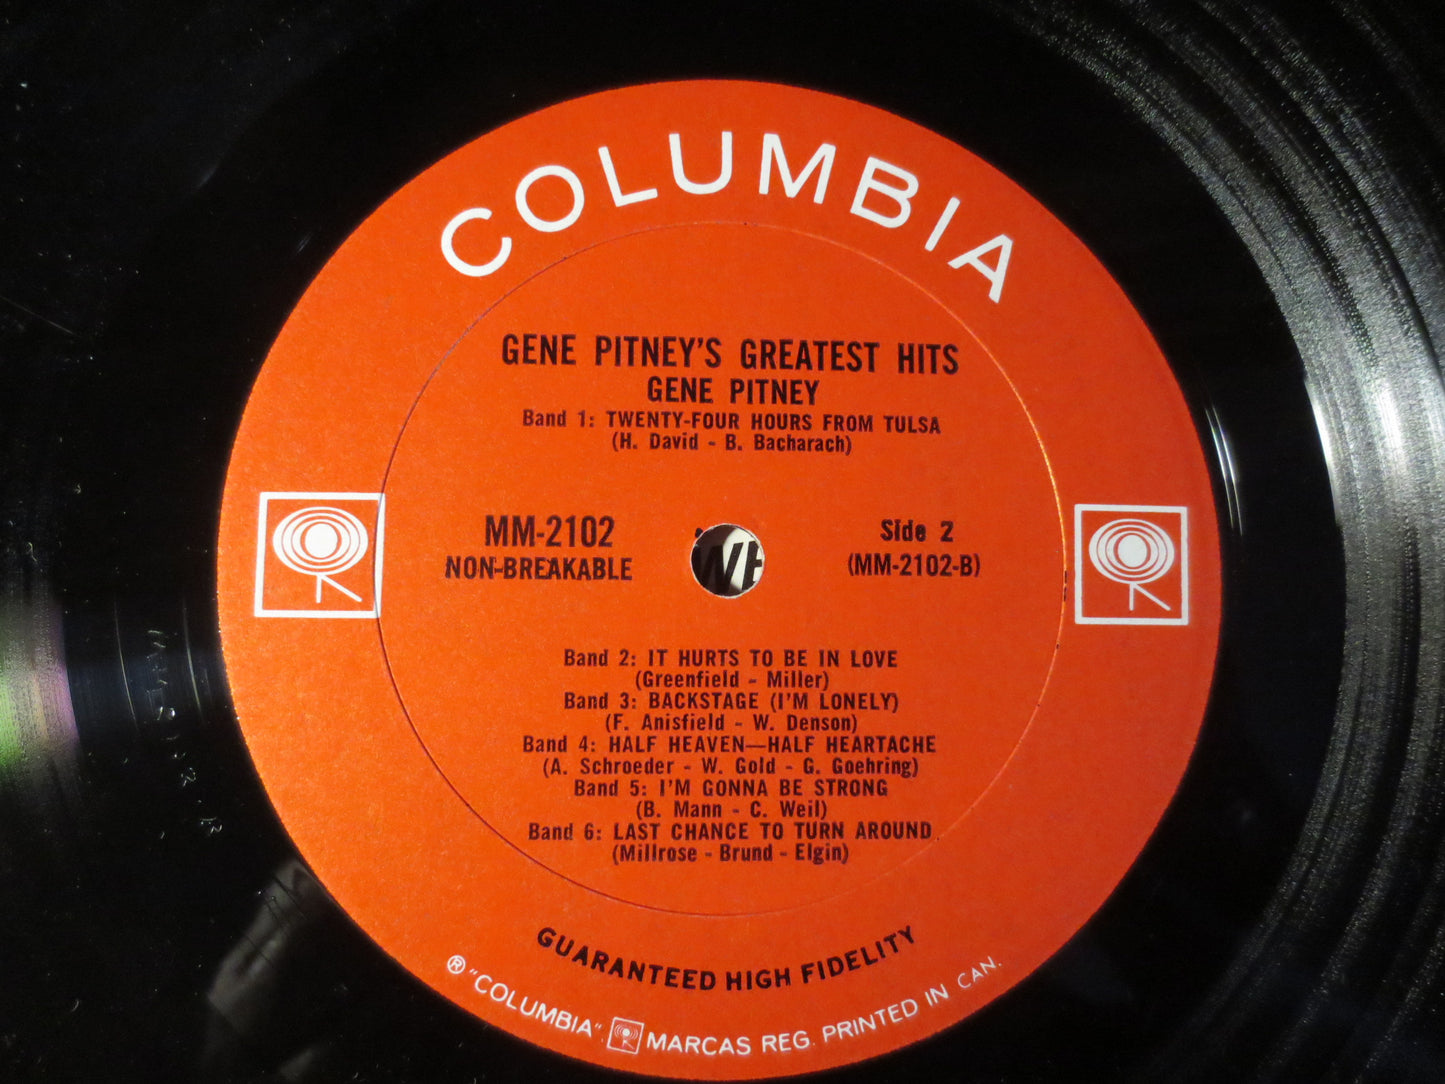 COLUMBIA
GENE PITNEY'S GREATEST HITS
GENE PITNEY
Band 1: TWENTY-FOUR HOURS FROM TULSA
(H. David - B. Bacharach)
MM-2102
NON-BREAKABLE
Side 2
(MM-2102-B)
Band 2: IT HURTS TO BE IN LOVE
(Greenfield - Miller)
Band 3: BACKSTAGE (I'M LONELY)
(F. Anisfield - W. Denson)
Band 4: HALF HEAVEN—HALF HEARTACHE
(A. Schroeder - W. Gold - G. Goehring)
Band 5: I'M GONNA BE STRONG
(B. Mann - C. Weil)
Band 6: LAST CHANCE TO TURN AROUND
(Millrose - Brund - Elgin)
GUARANTEED HIGH FIDELITY
® "COLUMBIA", MARCAS REG. PRINTED IN CAN.